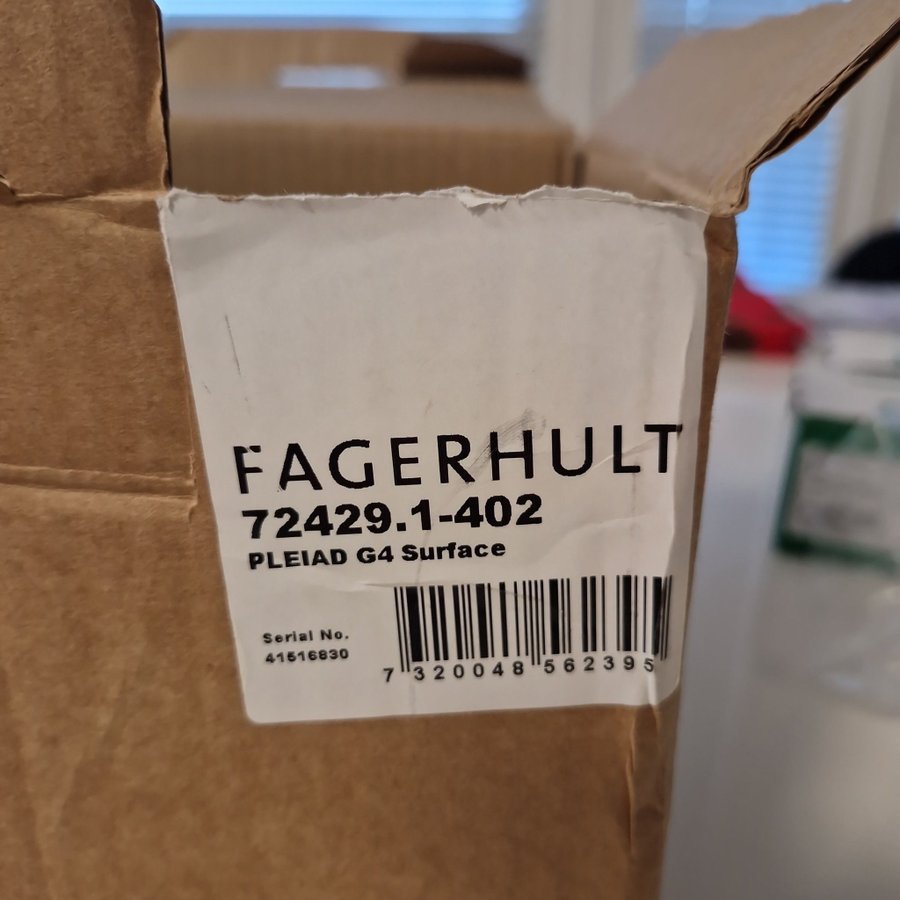 FAGERHULT
72429.1-402
PLEIAD G4 Surface
Serial No.
41516830
7 320048 562395